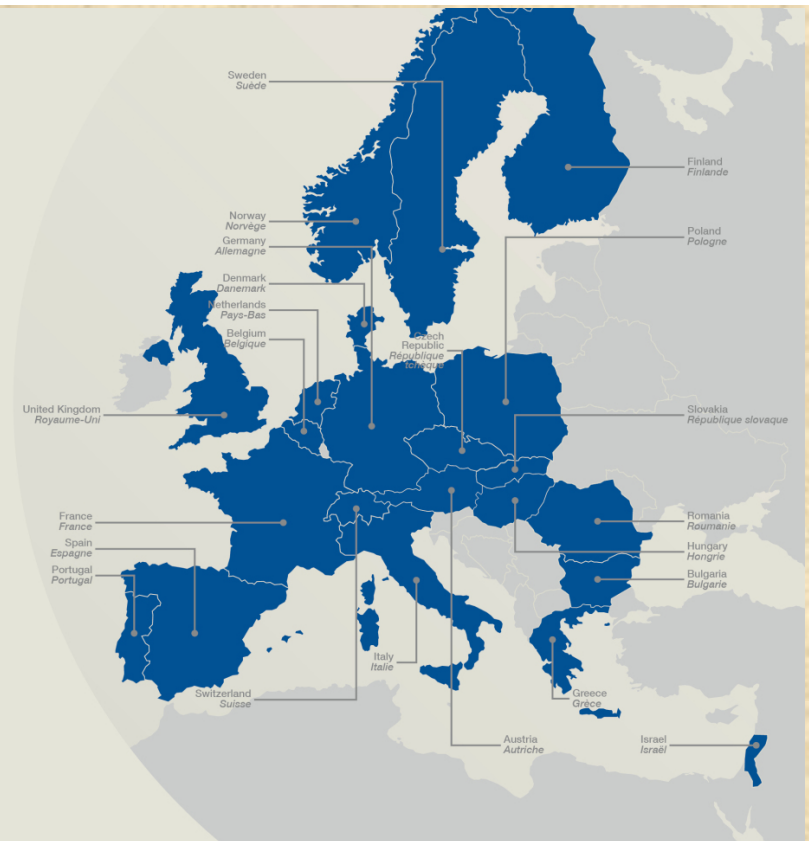 Sweden
Suède
Finland
Finlande
Norway
Norvège
Poland
Pologne
Germany
Allemagne
Denmark
Danemark
Netherlands
Pays-Bas
Belgium
Belgique
Czech
Republic
République
tchèque
United Kingdom
Royaume-Uni
Slovakia
République slovaque
France
France
Romania
Roumanie
Spain
Espagne
Hungary
Hongrie
Portugal
Portugal
Bulgaria
Bulgarie
Italy
Italie
Switzerland
Suisse
Greece
Grèce
Austria
Autriche
Israel
Israël